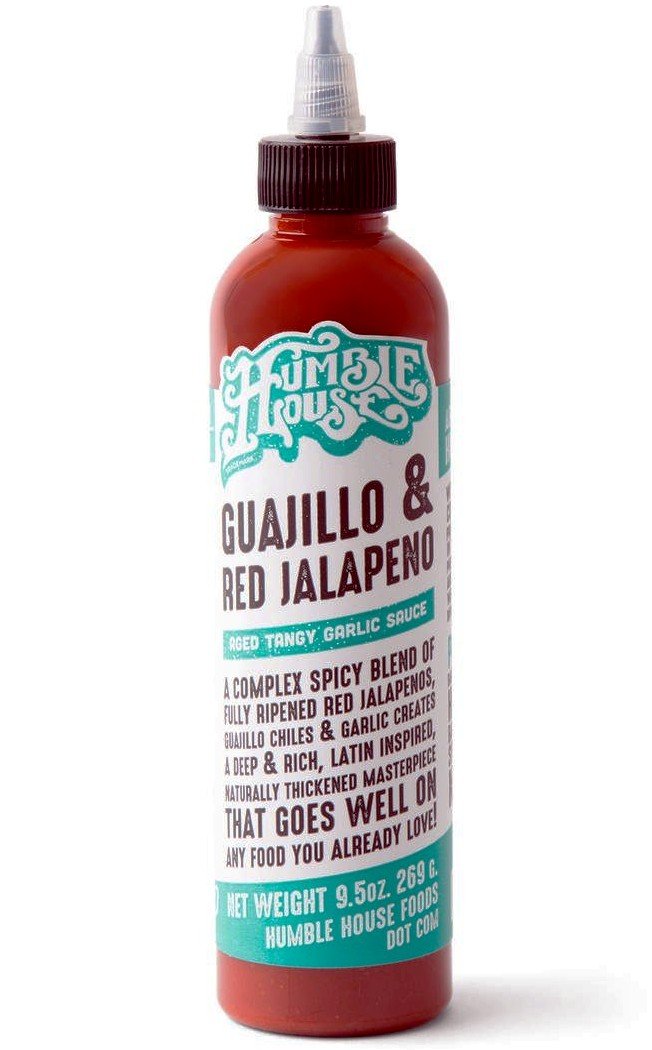 HUMBLE
HOUSE
GUAJILLO &
RED JALAPENO
AGED TANGY GARLIC SAUCE
A COMPLEX SPICY BLEND OF
FULLY RIPENED RED JALAPENOS,
GUAJILLO CHILES & GARLIC CREATES
A DEEP & RICH, LATIN INSPIRED,
NATURALLY THICKENED MASTERPIECE
THAT GOES WELL ON
ANY FOOD YOU ALREADY LOVE!
NET WEIGHT 9.5OZ. 269 G.
HUMBLE HOUSE FOODS
DOT COM